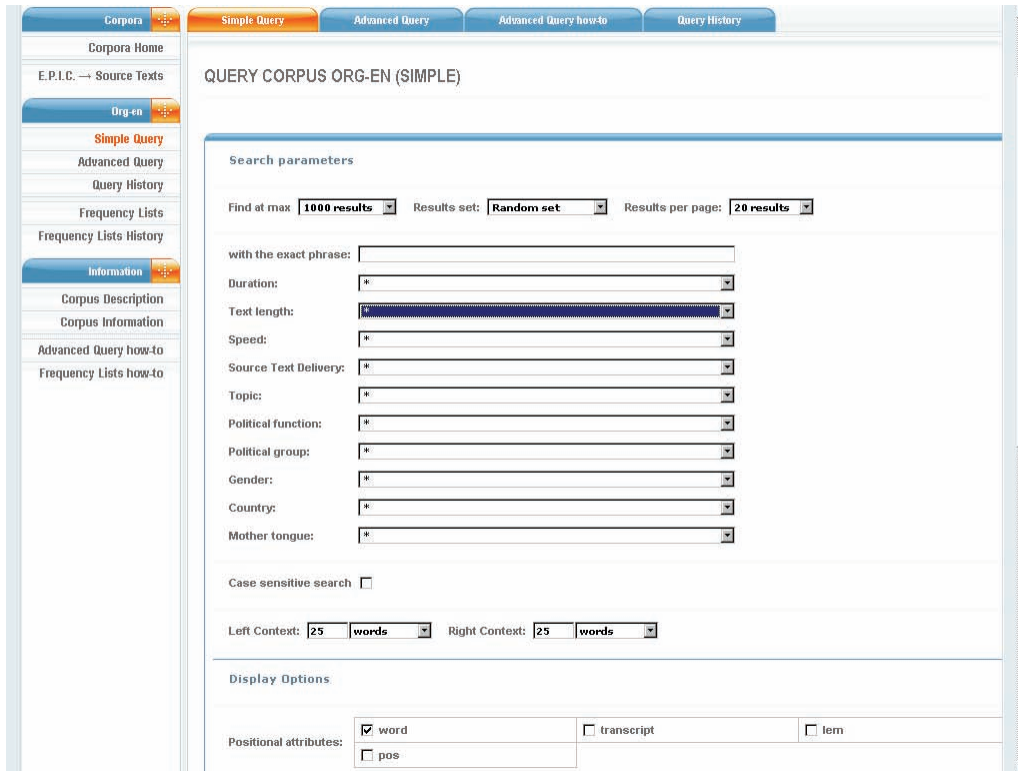 Corpora
Corpora Home
E.P.I.C. → Source Texts
Org-en
Simple Query
Advanced Query
Query History
Frequency Lists
Frequency Lists History
Information
Corpus Description
Corpus Information
Advanced Query how-to
Frequency Lists how-to
Simple Query Advanced Query Advanced Query how-to Query History
QUERY CORPUS ORG-EN (SIMPLE)
Search parameters
Find at max 1000 results Results set: Random set Results per page: 20 results
with the exact phrase:
Duration: *
Text length: *
Speed: *
Source Text Delivery: *
Topic: *
Political function: *
Political group: *
Gender: *
Country: *
Mother tongue: *
Case sensitive search
Left Context: 25 words Right Context: 25 words
Display Options
Positional attributes: word transcript lem
pos